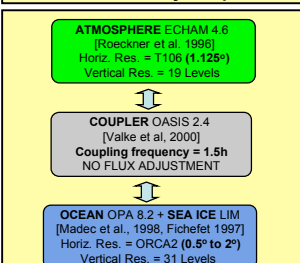 ATMOSPHERE ECHAM 4.6
[Roeckner et al. 1996]
Horiz. Res. = T106 (1.125º)
Vertical Res. = 19 Levels
COUPLER OASIS 2.4
[Valke et al, 2000]
Coupling frequency = 1.5h
NO FLUX ADJUSTMENT
OCEAN OPA 8.2 + SEA ICE LIM
[Madec et al., 1998, Fichefet 1997]
Horiz. Res. = ORCA2 (0.5º to 2º)
Vertical Res. = 31 Levels